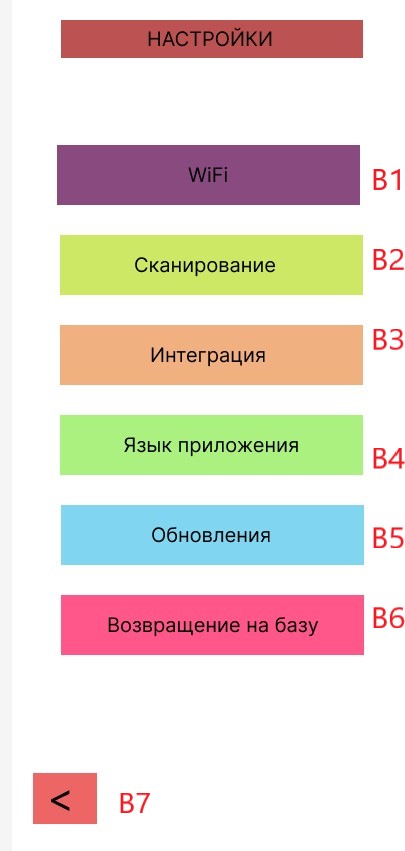 НАСТРОЙКИ
WiFi B1
Сканирование B2
Интеграция B3
Язык приложения B4
Обновления B5
Возвращение на базу B6
< B7